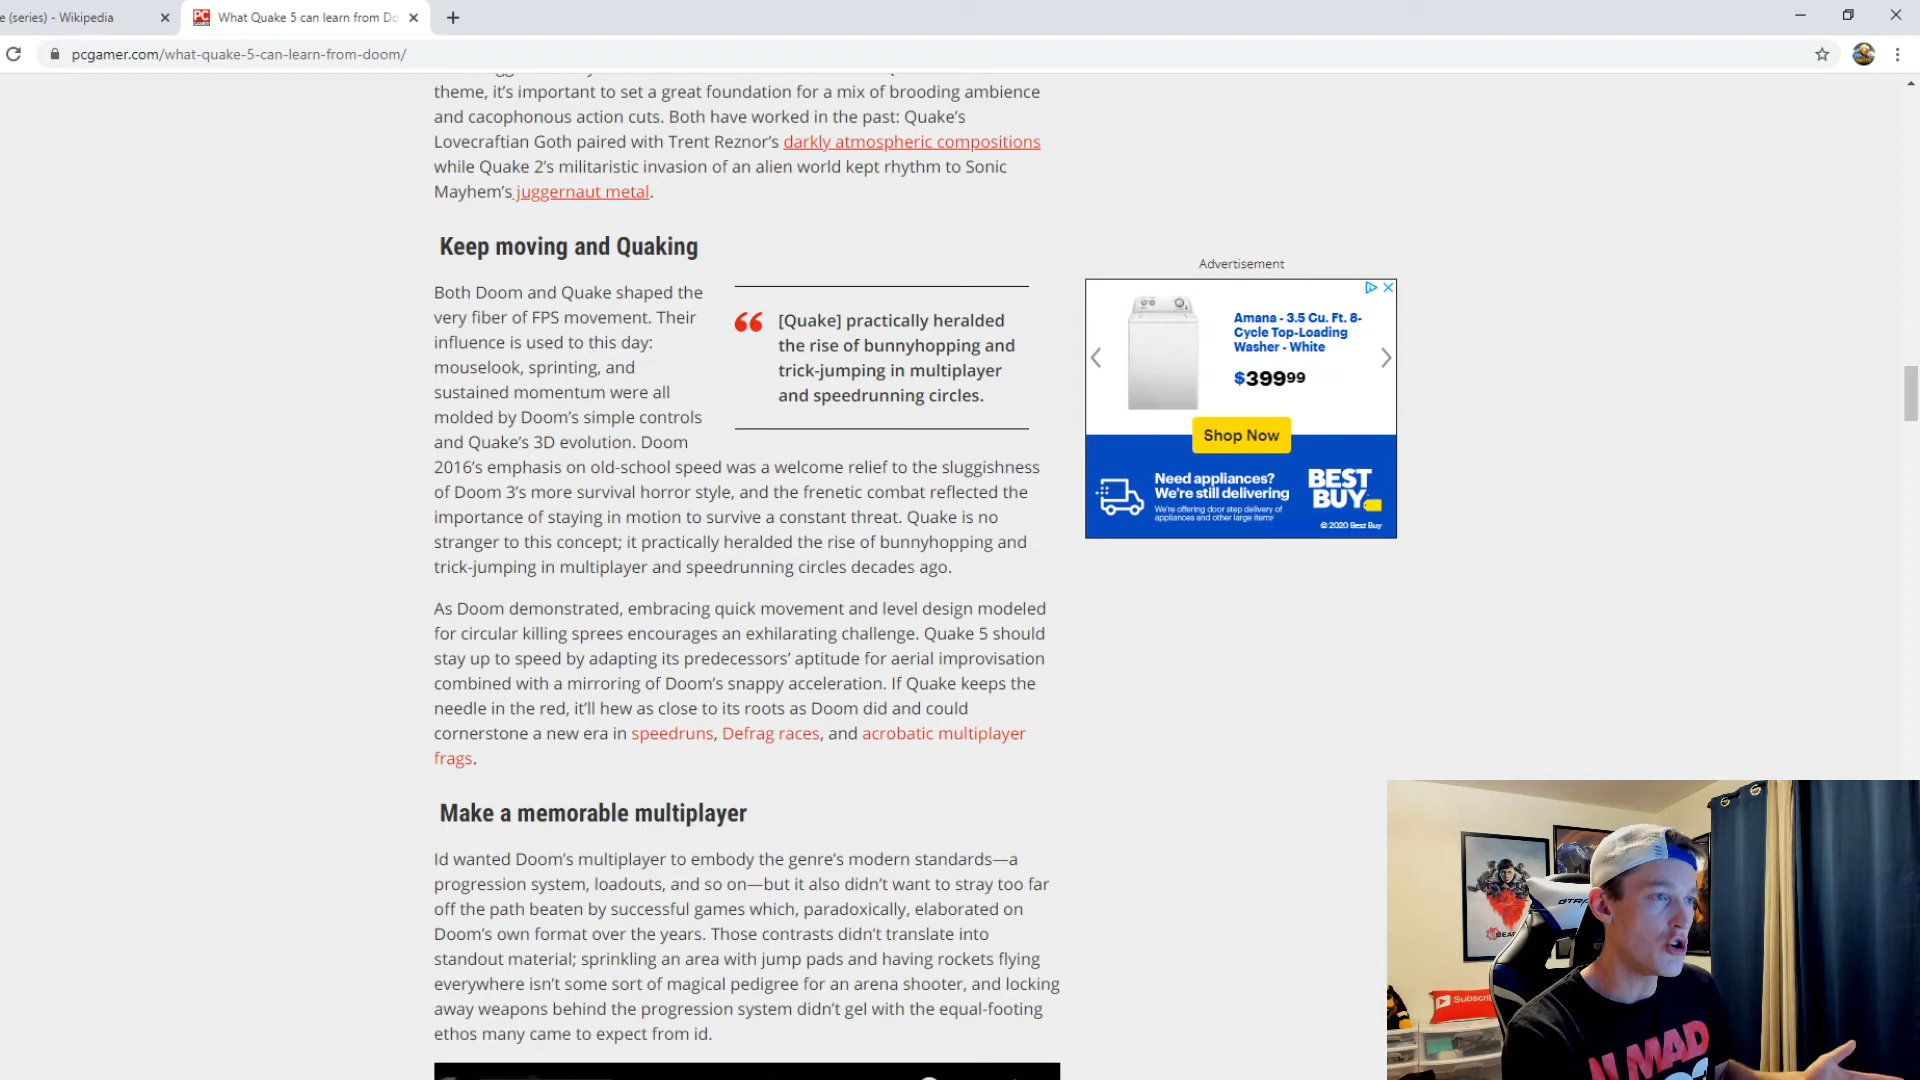 e (series) - Wikipedia
What Quake 5 can learn from Do
pcgamer.com/what-quake-5-can-learn-from-doom/
theme, it's important to set a great foundation for a mix of brooding ambience
and cacophonous action cuts. Both have worked in the past: Quake's
Lovecraftian Goth paired with Trent Reznor's darkly atmospheric compositions
while Quake 2's militaristic invasion of an alien world kept rhythm to Sonic
Mayhem's juggernaut metal.
Keep moving and Quaking
Both Doom and Quake shaped the
very fiber of FPS movement. Their
influence is used to this day:
mouselook, sprinting, and
sustained momentum were all
molded by Doom's simple controls
and Quake's 3D evolution. Doom
2016's emphasis on old-school speed was a welcome relief to the sluggishness
of Doom 3's more survival horror style, and the frenetic combat reflected the
importance of staying in motion to survive a constant threat. Quake is no
stranger to this concept; it practically heralded the rise of bunnyhopping and
trick-jumping in multiplayer and speedrunning circles decades ago.
“ [Quake] practically heralded
the rise of bunnyhopping and
trick-jumping in multiplayer
and speedrunning circles.
As Doom demonstrated, embracing quick movement and level design modeled
for circular killing sprees encourages an exhilarating challenge. Quake 5 should
stay up to speed by adapting its predecessors' aptitude for aerial improvisation
combined with a mirroring of Doom's snappy acceleration. If Quake keeps the
needle in the red, it'll hew as close to its roots as Doom did and could
cornerstone a new era in speedruns, Defrag races, and acrobatic multiplayer
frags.
Make a memorable multiplayer
Id wanted Doom's multiplayer to embody the genre's modern standards—a
progression system, loadouts, and so on—but it also didn't want to stray too far
off the path beaten by successful games which, paradoxically, elaborated on
Doom's own format over the years. Those contrasts didn't translate into
standout material; sprinkling an area with jump pads and having rockets flying
everywhere isn't some sort of magical pedigree for an arena shooter, and locking
away weapons behind the progression system didn't gel with the equal-footing
ethos many came to expect from id.
Advertisement
Amana - 3.5 Cu. Ft. 8-
Cycle Top-Loading
Washer - White
$39999
Shop Now
Need appliances?
We're still delivering
We're offering door step delivery of
appliances and other large items
BEST
BUY
© 2020 Best Buy
GEAR
Subscri
MAD